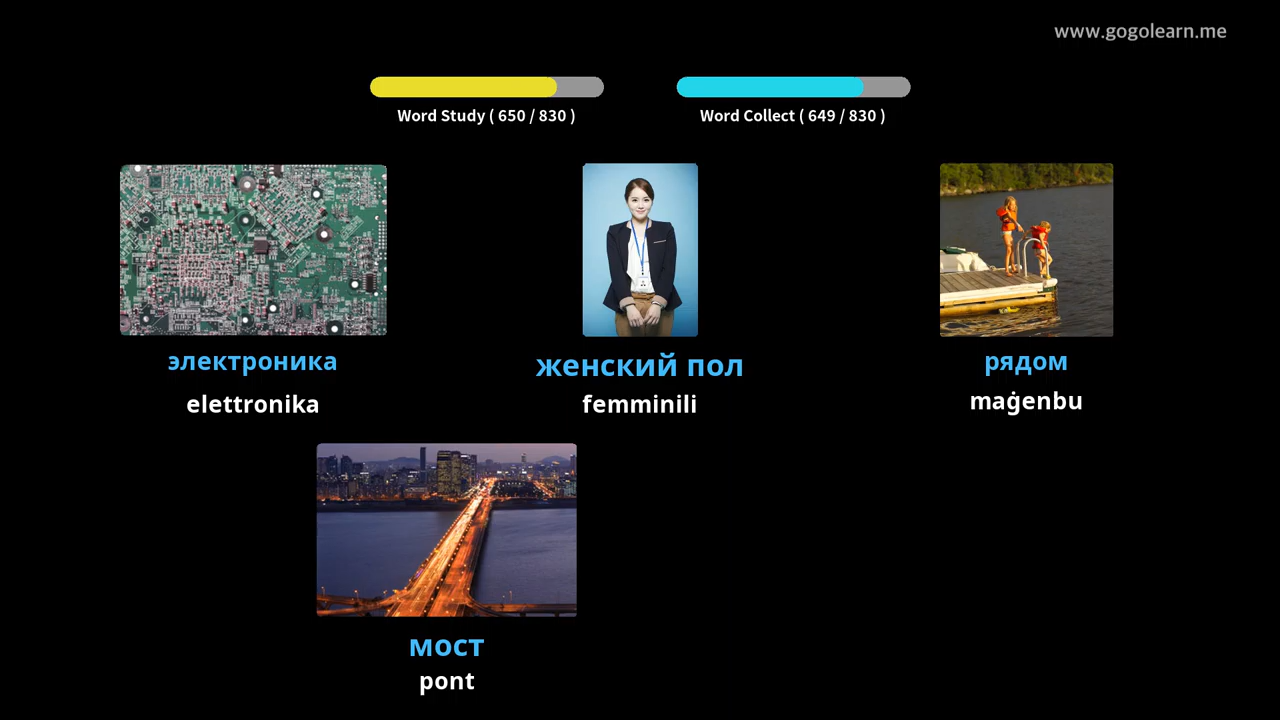 www.gogolearn.me
Word Study ( 650 / 830 )
Word Collect ( 649 / 830 )
электроника
elettronika
женский пол
femminili
рядом
maġenbu
мост
pont